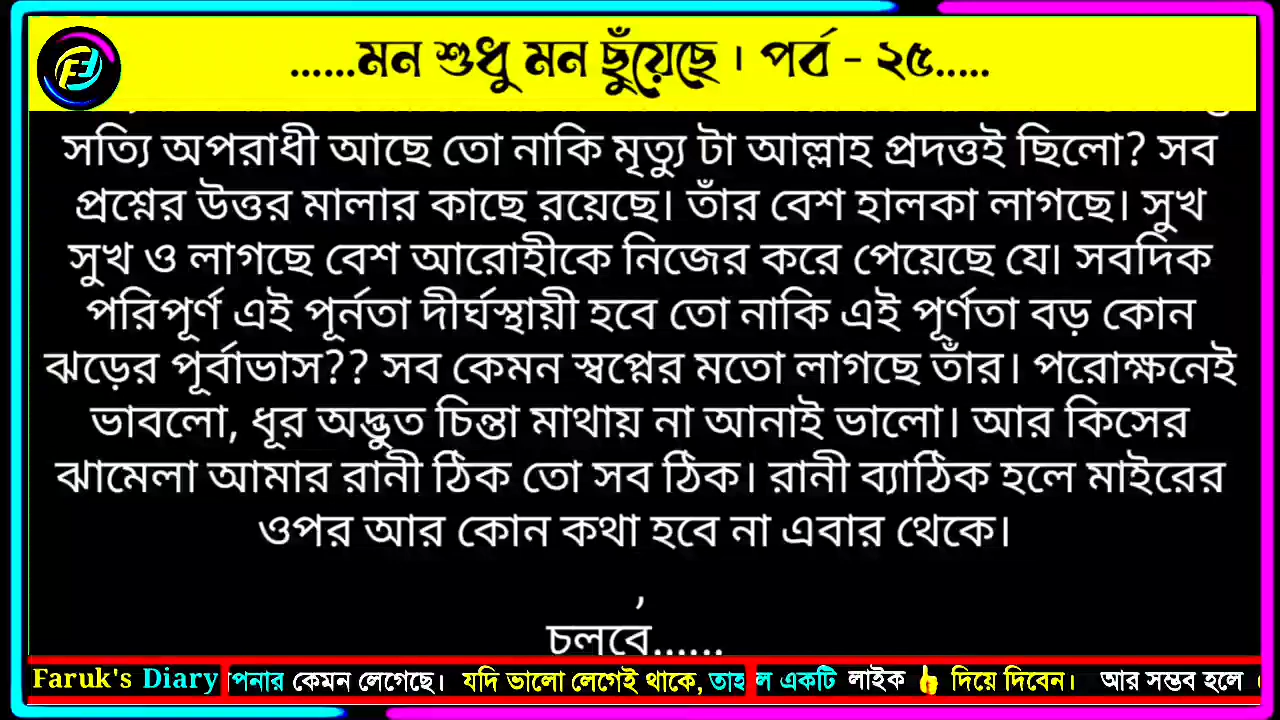 ......মন শুধু মন ছুঁয়েছে । পর্ব - ২৫.....
সত্যি অপরাধী আছে তো নাকি মৃত্যু টা আল্লাহ প্রদত্তই ছিলো? সব
প্রশ্নের উত্তর মালার কাছে রয়েছে। তাঁর বেশ হালকা লাগছে। সুখ
সুখ ও লাগছে বেশ আরোহীকে নিজের করে পেয়েছে যে। সবদিক
পরিপূর্ণ এই পূর্নতা দীর্ঘস্থায়ী হবে তো নাকি এই পূর্ণতা বড় কোন
ঝড়ের পূর্বাভাস?? সব কেমন স্বপ্নের মতো লাগছে তাঁর। পরোক্ষনেই
ভাবলো, ধূর অদ্ভুত চিন্তা মাথায় না আনাই ভালো। আর কিসের
ঝামেলা আমার রানী ঠিক তো সব ঠিক। রানী ব্যাঠিক হলে মাইরের
ওপর আর কোন কথা হবে না এবার থেকে।
,
চলবে......
Faruk's Diary পনার কেমন লেগেছে। যদি ভালো লেগেই থাকে, তাহ ল একটি লাইক 👍 দিয়ে দিবেন। আর সম্ভব হলে